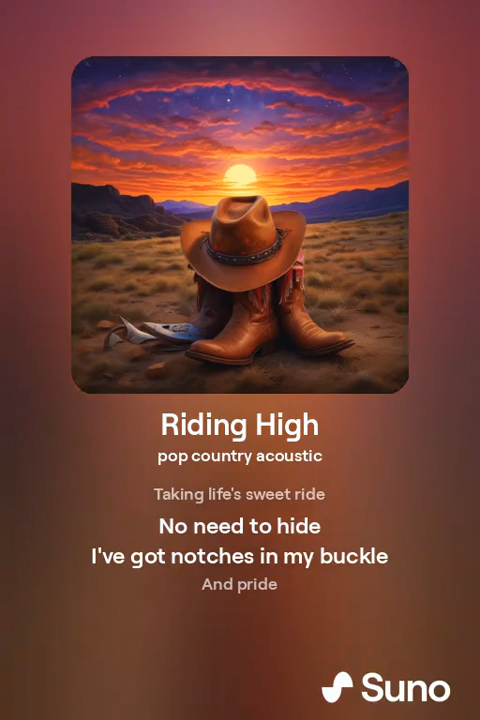 Riding High
pop country acoustic
Taking life's sweet ride
No need to hide
I've got notches in my buckle
And pride
Suno